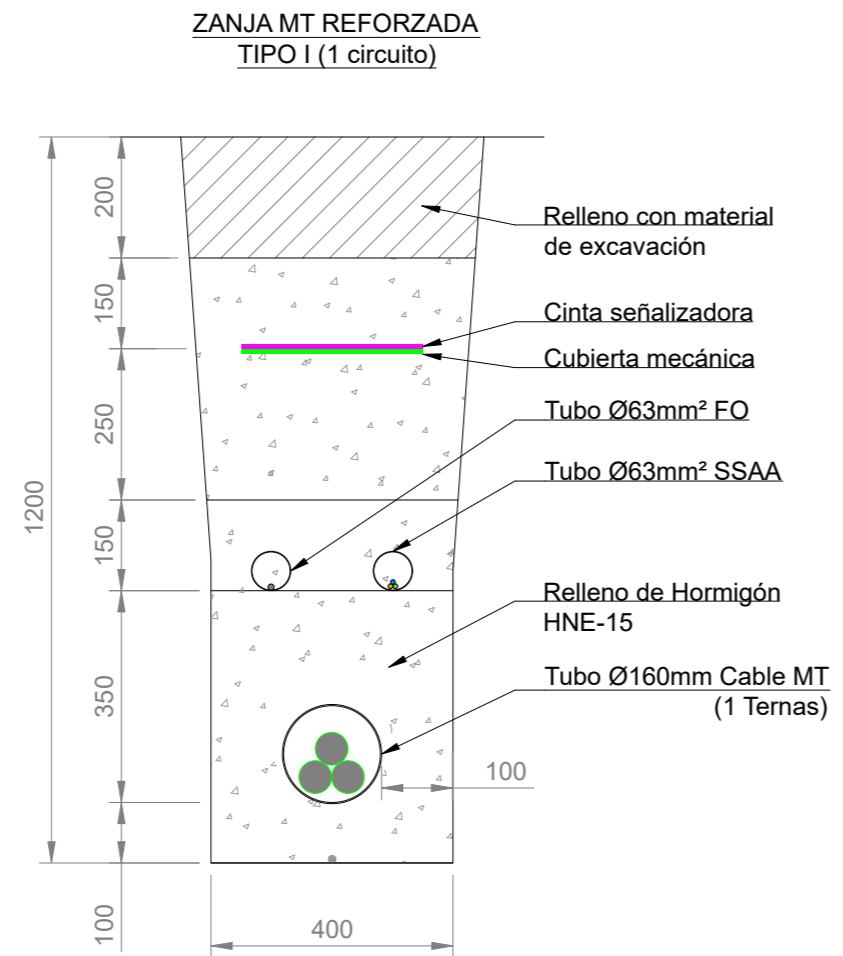 ZANJA MT REFORZADA
TIPO I (1 circuito)
200
Relleno con material
de excavación
150
Cinta señalizadora
Cubierta mecánica
250
Tubo Ø63mm² FO
Tubo Ø63mm² SSAA
1200
150
Relleno de Hormigón
HNE-15
350
Tubo Ø160mm Cable MT
(1 Ternas)
100
100
400